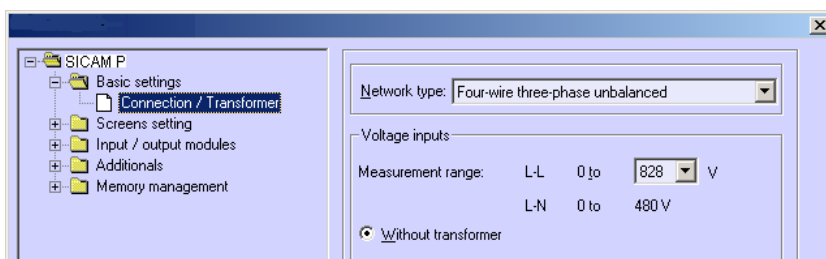 SICAM P
Basic settings
Connection / Transformer
Screens setting
Input / output modules
Additionals
Memory management
Network type: Four-wire three-phase unbalanced
Voltage inputs
Measurement range: L-L 0 to 828 V
L-N 0 to 480 V
Without transformer